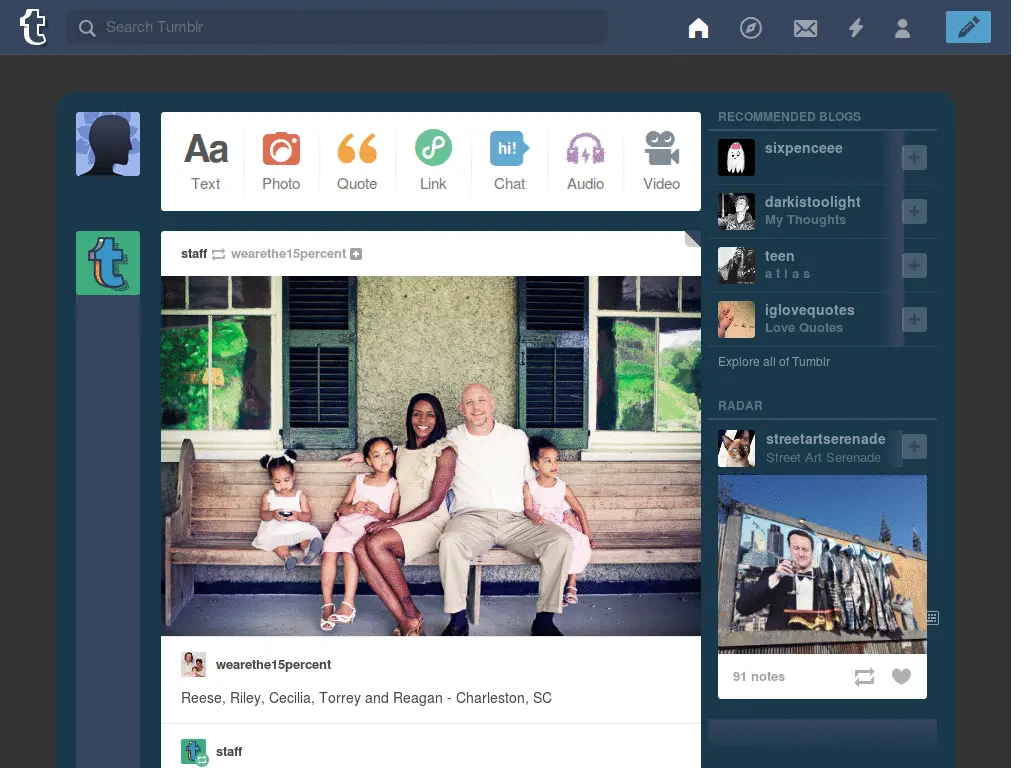 Search Tumblr
Aa
hi!
Text
Photo
Quote
Link
Chat
Audio
Video
staff wearethe15percent
wearethe15percent
Reese, Riley, Cecilia, Torrey and Reagan - Charleston, SC
staff
RECOMMENDED BLOGS
sixpenceee
darkistoolight
My Thoughts
teen
a t l a s
iglovequotes
Love Quotes
Explore all of Tumblr
RADAR
streetartserenade
Street Art Serenade
91 notes